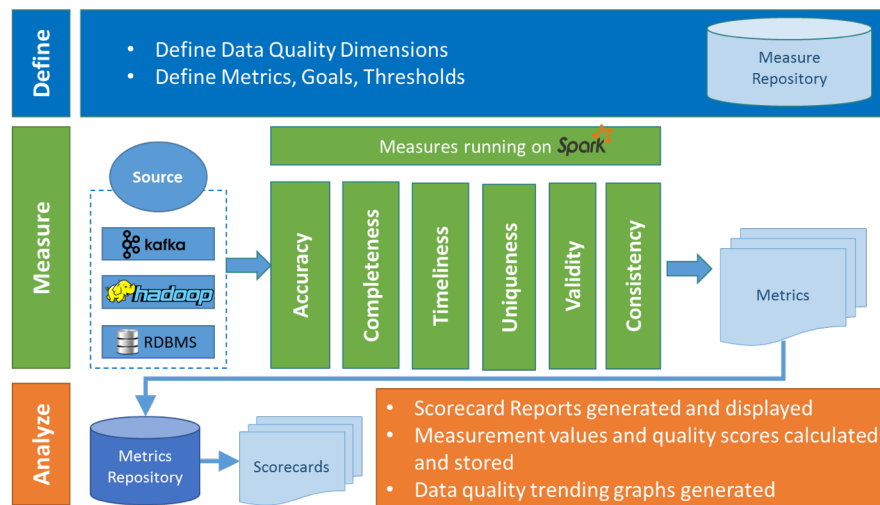 Define
• Define Data Quality Dimensions
• Define Metrics, Goals, Thresholds
Measure
Repository
Measure
Source
kafka
hadoop
RDBMS
Measures running on Spark
Accuracy
Completeness
Timeliness
Uniqueness
Validity
Consistency
Metrics
Analyze
Metrics
Repository
Scorecards
• Scorecard Reports generated and displayed
• Measurement values and quality scores calculated
and stored
• Data quality trending graphs generated